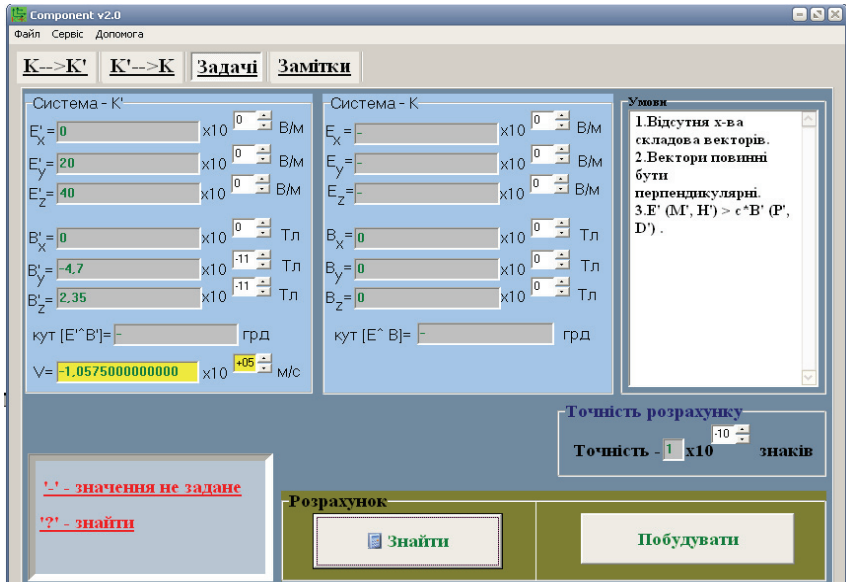 Component v2.0
Файл Сервіс Допомога
K-->K' K'-->K Задачі Замітки
Система - K'
E'x= 0 x10 0 В/М
E'y= 20 x10 0 В/М
E'z= 40 x10 0 В/М
B'x= 0 x10 0 Тл
B'y= -4,7 x10 -11 Тл
B'z= 2,35 x10 -11 Тл
кут [E'^B']= - грд
V= -1,0575000000000 x10 +05 м/с
Система - K
Ex= - x10 0 В/М
Ey= - x10 0 В/М
Ez= - x10 0 В/М
Bx= 0 x10 0 Тл
By= 0 x10 0 Тл
Bz= 0 x10 0 Тл
кут [E^ B]= - грд
Умови
1.Відсутня х-ва
складова векторів.
2.Вектори повинні
бути
перпендикулярні.
3.E' (M', H') > c*B' (P',
D') .
Точність розрахунку
Точність - 1 x10 -10 знаків
'-' - значення не задане
'?' - знайти
Розрахунок
Знайти
Побудувати